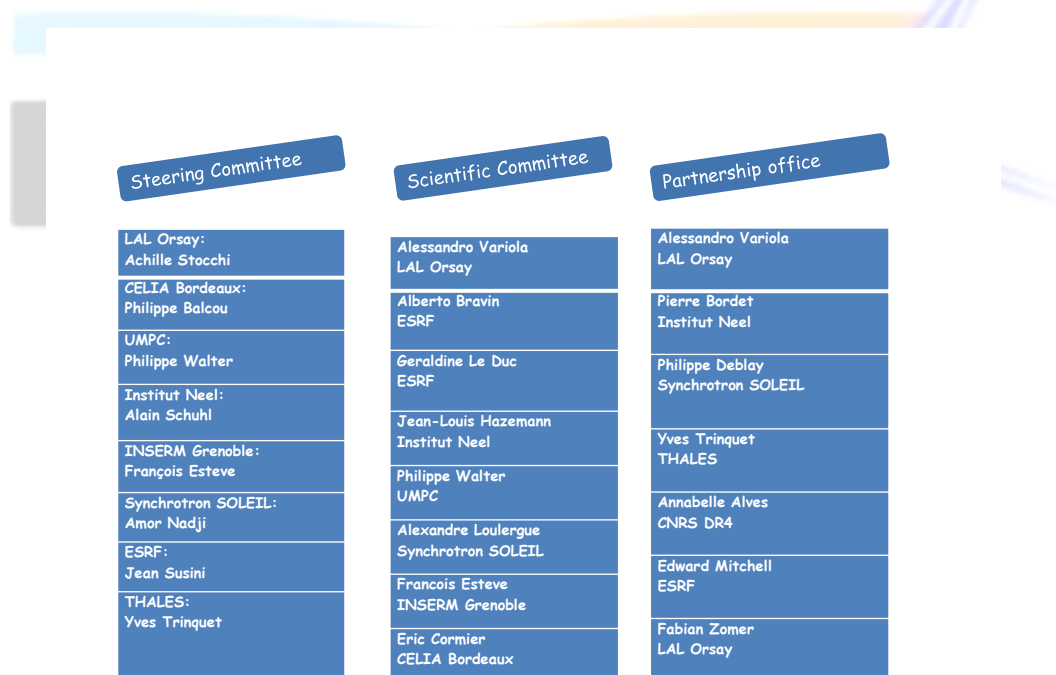 Steering Committee
LAL Orsay:
Achille Stocchi
CELIA Bordeaux:
Philippe Balcou
UMPC:
Philippe Walter
Institut Neel:
Alain Schuhl
INSERM Grenoble:
François Esteve
Synchrotron SOLEIL:
Amor Nadji
ESRF:
Jean Susini
THALES:
Yves Trinquet
Scientific Committee
Alessandro Variola
LAL Orsay
Alberto Bravin
ESRF
Geraldine Le Duc
ESRF
Jean-Louis Hazemann
Institut Neel
Philippe Walter
UMPC
Alexandre Loulergue
Synchrotron SOLEIL
Francois Esteve
INSERM Grenoble
Eric Cormier
CELIA Bordeaux
Partnership office
Alessandro Variola
LAL Orsay
Pierre Bordet
Institut Neel
Philippe Deblay
Synchrotron SOLEIL
Yves Trinquet
THALES
Annabelle Alves
CNRS DR4
Edward Mitchell
ESRF
Fabian Zomer
LAL Orsay